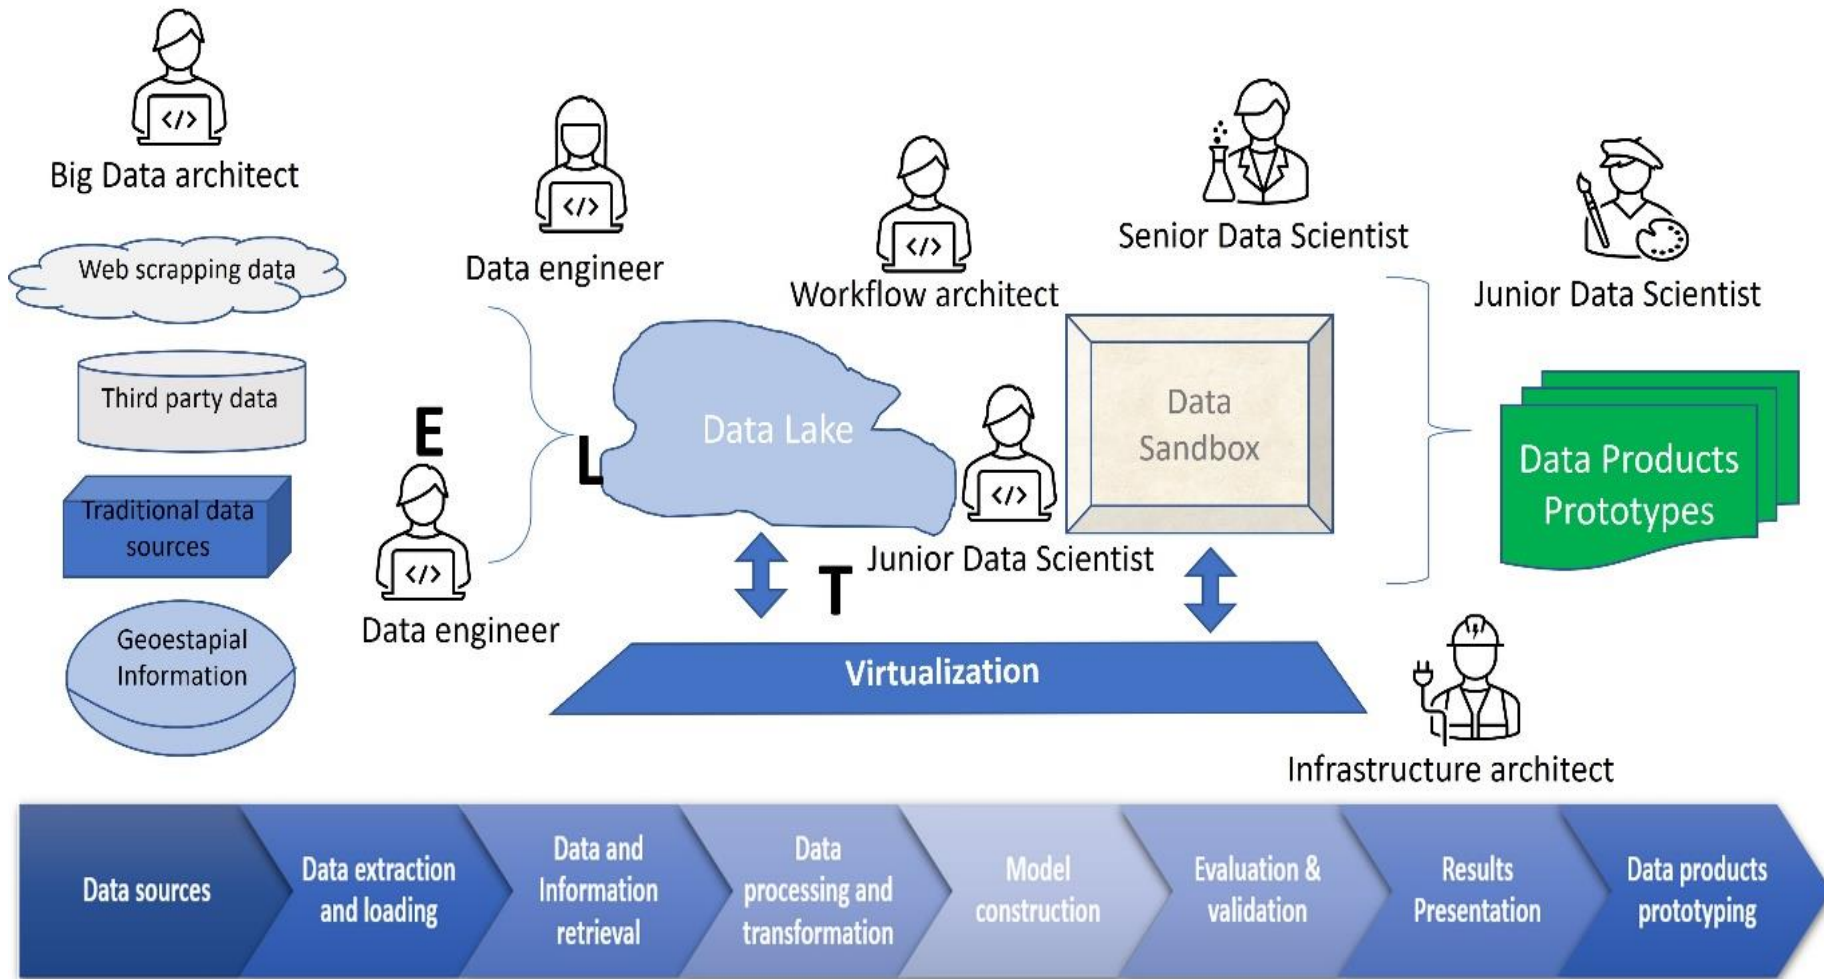 </>
Big Data architect
</>
Data engineer
</>
Workflow architect
Senior Data Scientist
Junior Data Scientist
Web scrapping data
Third party data
Traditional data
sources
Geoestapial
Information
E
</>
Data engineer
L
Data Lake
</>
Junior Data Scientist
T
Data
Sandbox
Data Products
Prototypes
Virtualization
Infrastructure architect
Data sources
Data extraction
and loading
Data and
Information
retrieval
Data
processing and
transformation
Model
construction
Evaluation &
validation
Results
Presentation
Data products
prototyping